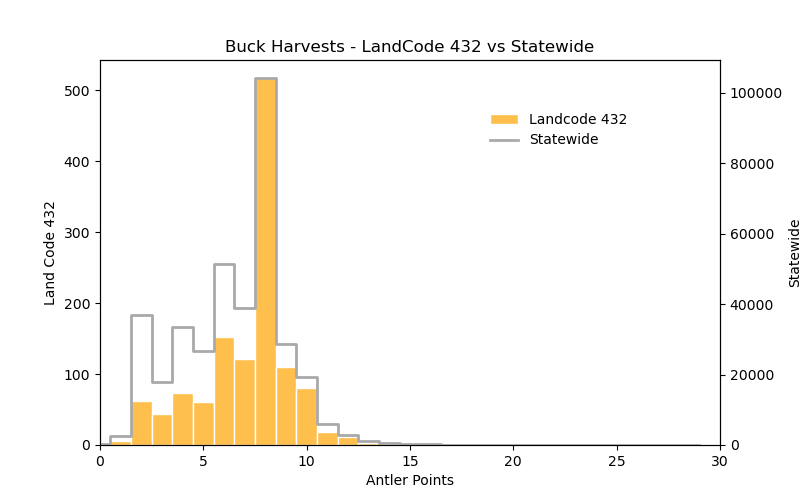 Buck Harvests - LandCode 432 vs Statewide
Landcode 432
Statewide
Land Code 432
500
400
300
200
100
0
100000
80000
60000
40000
20000
0
Statewide
0 5 10 15 20 25 30
Antler Points